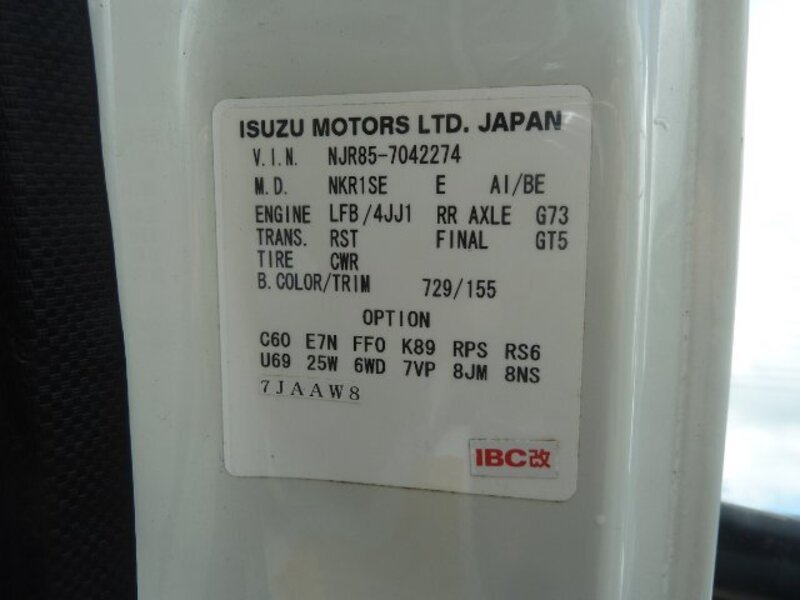 ISUZU MOTORS LTD. JAPAN
V.I.N. NJR85-7042274
M.D. NKR1SE E AI/BE
ENGINE LFB/4JJ1 RR AXLE G73
TRANS. RST FINAL GT5
TIRE CWR
B.COLOR/TRIM 729/155
OPTION
C60 E7N FF0 K89 RPS RS6
U69 25W 6WD 7VP 8JM 8NS
7JAAW8
IBC改